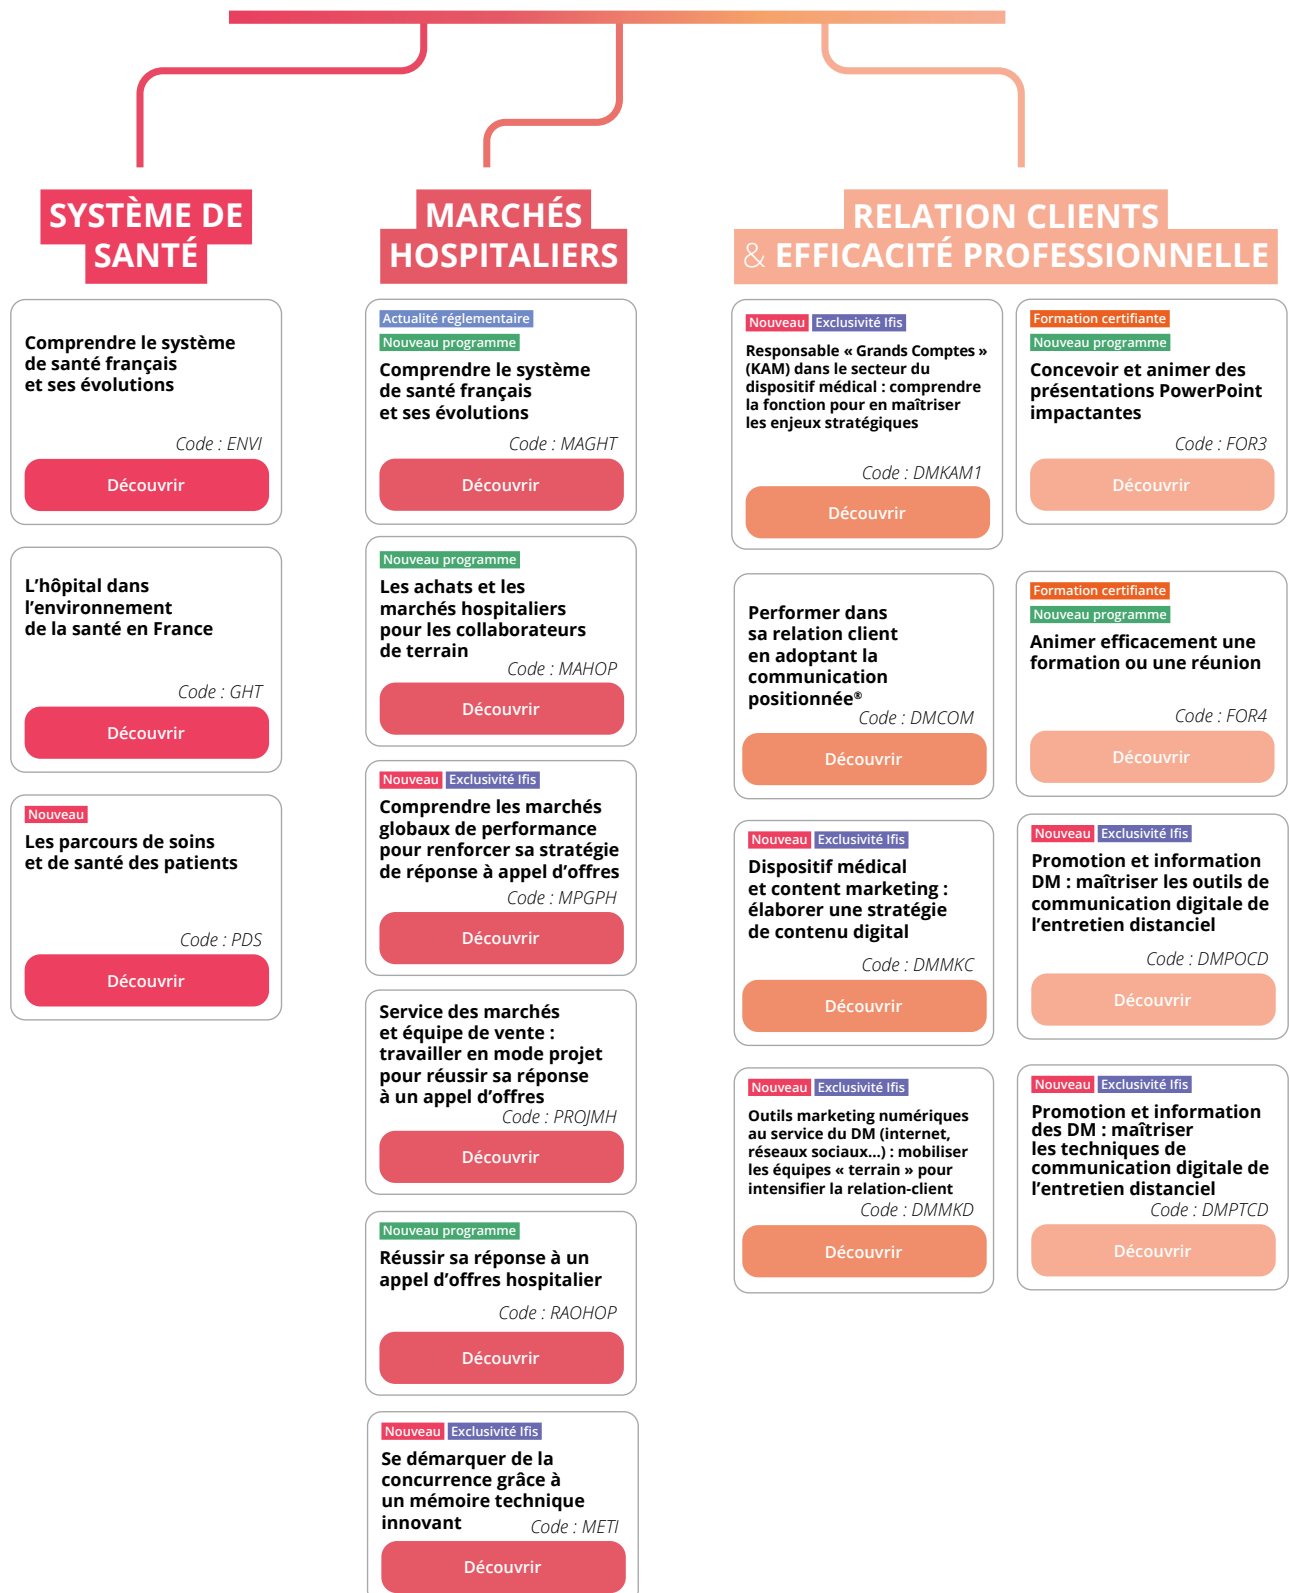 SYSTÈME DE
SANTÉ
Comprendre le système
de santé français
et ses évolutions
Code : ENVI
Découvrir
L’hôpital dans
l’environnement
de la santé en France
Code : GHT
Découvrir
Nouveau
Les parcours de soins
et de santé des patients
Code : PDS
Découvrir
MARCHÉS
HOSPITALIERS
Actualité réglementaire
Nouveau programme
Comprendre le système
de santé français
et ses évolutions
Code : MAGHT
Découvrir
Nouveau programme
Les achats et les
marchés hospitaliers
pour les collaborateurs
de terrain
Code : MAHOP
Découvrir
Nouveau Exclusivité Ifis
Comprendre les marchés
globaux de performance
pour renforcer sa stratégie
de réponse à appel d’offres
Code : MPGPH
Découvrir
Service des marchés
et équipe de vente :
travailler en mode projet
pour réussir sa réponse
à un appel d’offres
Code : PROJMH
Découvrir
Nouveau programme
Réussir sa réponse à un
appel d’offres hospitalier
Code : RAOHOP
Découvrir
Nouveau Exclusivité Ifis
Se démarquer de la
concurrence grâce à
un mémoire technique
innovant
Code : METI
Découvrir
RELATION CLIENTS
& EFFICACITÉ PROFESSIONNELLE
Nouveau Exclusivité Ifis
Responsable « Grands Comptes »
(KAM) dans le secteur du
dispositif médical : comprendre
la fonction pour en maîtriser
les enjeux stratégiques
Code : DMKAM1
Découvrir
Performer dans
sa relation client
en adoptant la
communication
positionnée®
Code : DMCOM
Découvrir
Nouveau Exclusivité Ifis
Dispositif médical
et content marketing :
élaborer une stratégie
de contenu digital
Code : DMMKC
Découvrir
Nouveau Exclusivité Ifis
Outils marketing numériques
au service du DM (internet,
réseaux sociaux...) : mobiliser
les équipes « terrain » pour
intensifier la relation-client
Code : DMMKD
Découvrir
Formation certifiante
Nouveau programme
Concevoir et animer des
présentations PowerPoint
impactantes
Code : FOR3
Découvrir
Formation certifiante
Nouveau programme
Animer efficacement une
formation ou une réunion
Code : FOR4
Découvrir
Nouveau Exclusivité Ifis
Promotion et information
DM : maîtriser les outils de
communication digitale de
l’entretien distanciel
Code : DMPOCD
Découvrir
Nouveau Exclusivité Ifis
Promotion et information
des DM : maîtriser
les techniques de
communication digitale de
l’entretien distanciel
Code : DMPTCD
Découvrir